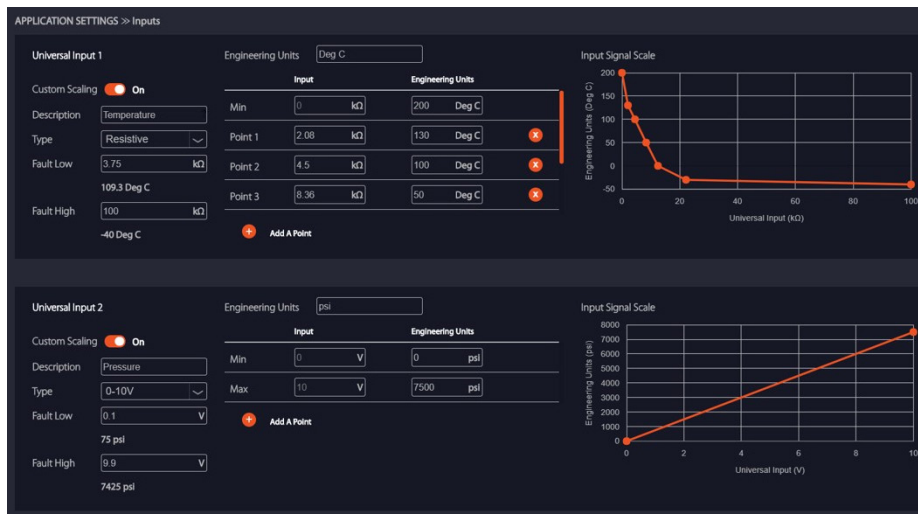 APPLICATION SETTINGS >> Inputs
Universal Input 1
Custom Scaling On
Description Temperature
Type Resistive
Fault Low 3.75 kΩ
109.3 Deg C
Fault High 100 kΩ
-40 Deg C
Engineering Units Deg C
Input Engineering Units
Min 0 kΩ 200 Deg C
Point 1 2.08 kΩ 130 Deg C X
Point 2 4.5 kΩ 100 Deg C X
Point 3 8.36 kΩ 50 Deg C X
+ Add A Point
Input Signal Scale
Engineering Units (Deg C)
200
150
100
50
0
-50
0 20 40 60 80 100
Universal Input (kΩ)
Universal Input 2
Custom Scaling On
Description Pressure
Type 0-10V
Fault Low 0.1 V
75 psi
Fault High 9.9 V
7425 psi
Engineering Units psi
Input Engineering Units
Min 0 V 0 psi
Max 10 V 7500 psi
+ Add A Point
Input Signal Scale
Engineering Units (psi)
8000
7000
6000
5000
4000
3000
2000
1000
0
0 2 4 6 8 10
Universal Input (V)